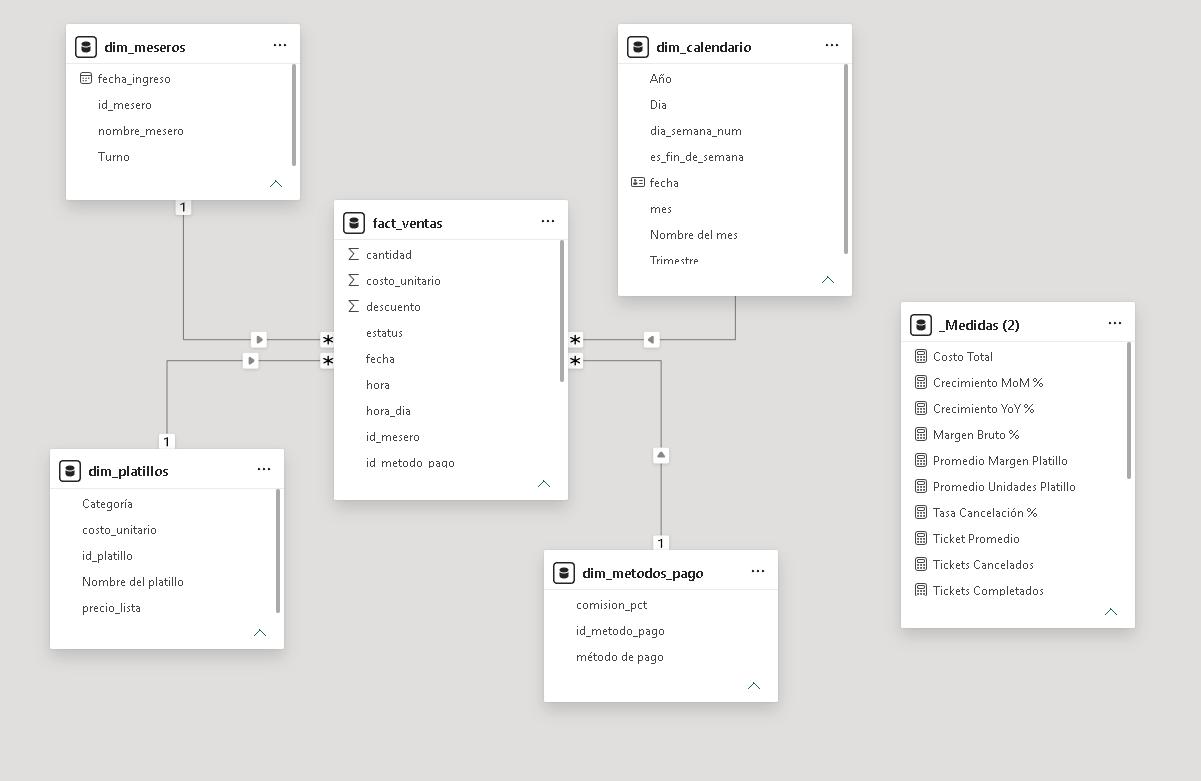 dim_meseros
fecha_ingreso
id_mesero
nombre_mesero
Turno
1
dim_calendario
Año
Dia
dia_semana_num
es_fin_de_semana
fecha
mes
Nombre del mes
Trimestre
fact_ventas
cantidad
costo_unitario
descuento
estatus
fecha
hora
hora_dia
id_mesero
id_metodo_pago
*
*
*
*
_Medidas (2)
Costo Total
Crecimiento MoM %
Crecimiento YoY %
Margen Bruto %
Promedio Margen Platillo
Promedio Unidades Platillo
Tasa Cancelación %
Ticket Promedio
Tickets Cancelados
Tickets Completados
1
dim_platillos
Categoría
costo_unitario
id_platillo
Nombre del platillo
precio_lista
1
dim_metodos_pago
comision_pct
id_metodo_pago
método de pago